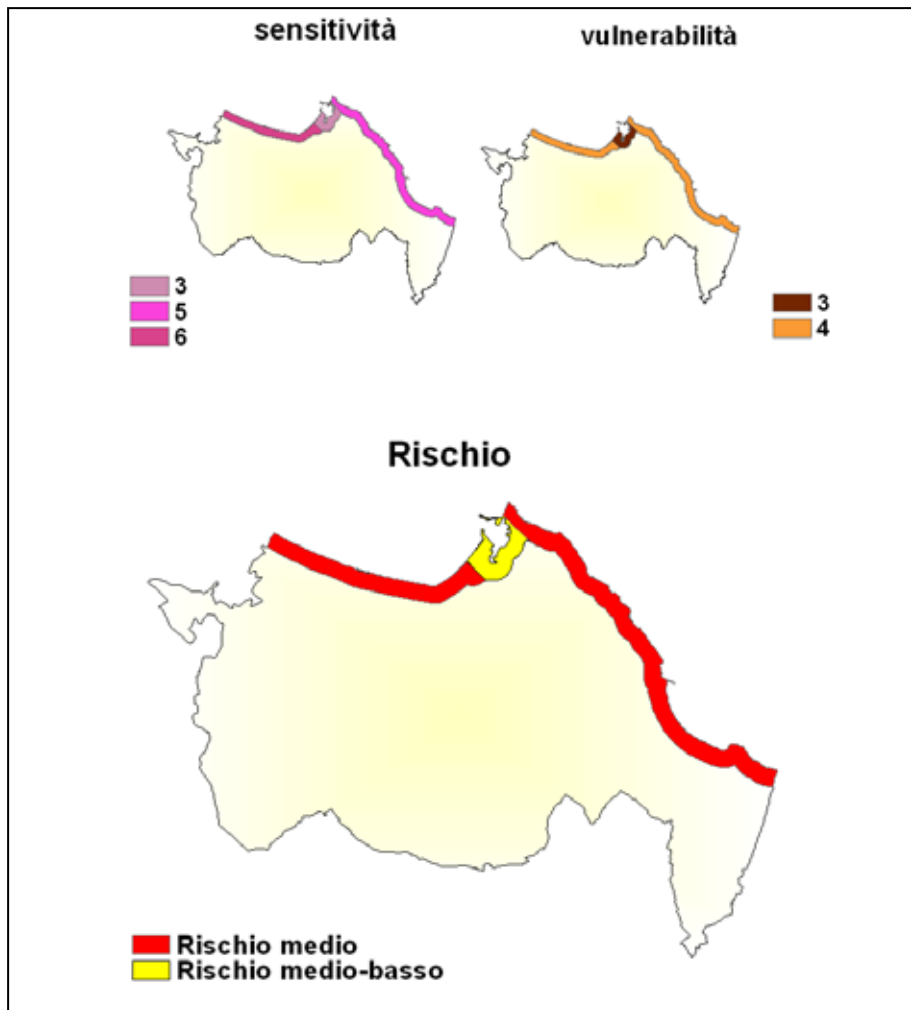 sensitività
vulnerabilità
3
5
6
3
4
Rischio
Rischio medio
Rischio medio-basso